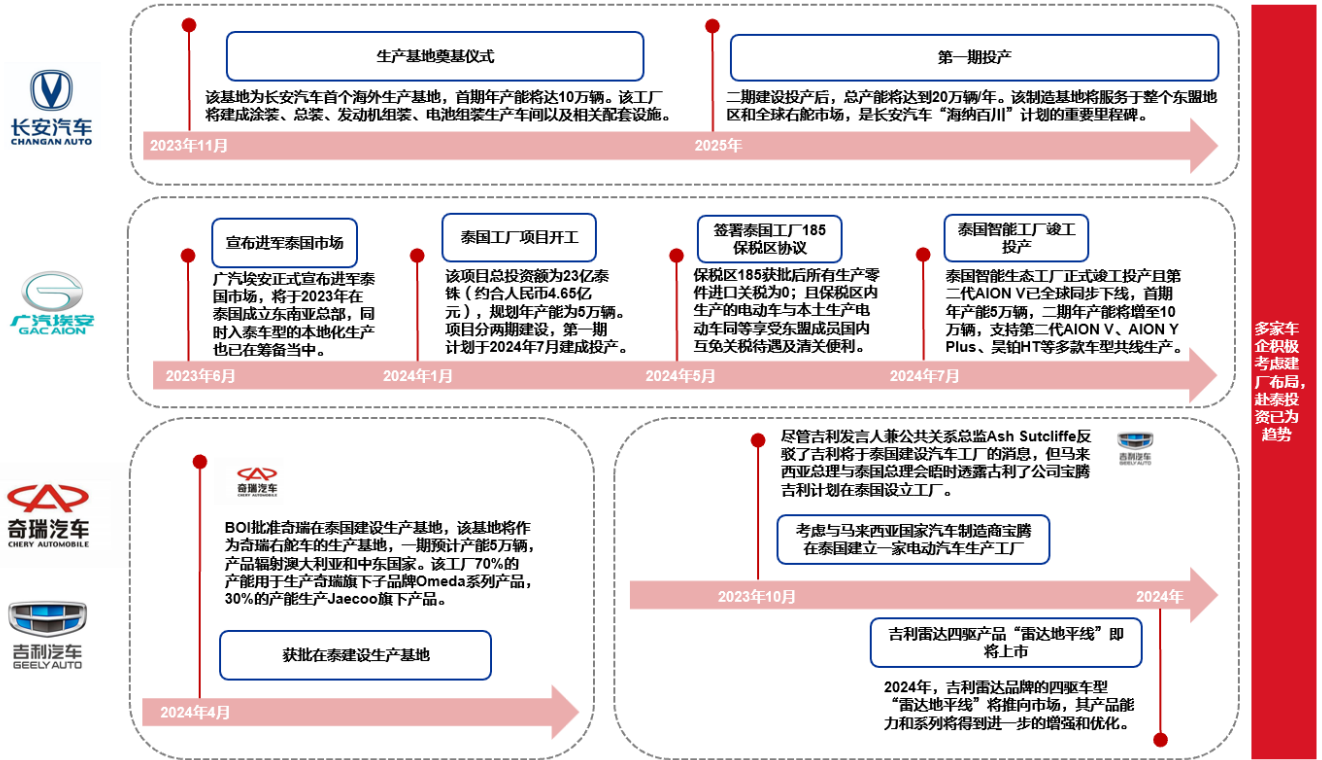 长安汽车
CHANGAN AUTO
生产基地奠基仪式
该基地为长安汽车首个海外生产基地，首期年产能将达10万辆。该工厂
将建成涂装、总装、发动机组装、电池组装生产车间以及相关配套设施。
2023年11月
第一期投产
二期建设投产后，总产能将达到20万辆/年。该制造基地将服务于整个东盟地
区和全球右舵市场，是长安汽车“海纳百川”计划的重要里程碑。
2025年
广汽埃安
GAC AION
宣布进军泰国市场
广汽埃安正式宣布进军泰
国市场，将于2023年在
泰国成立东南亚总部，同
时入泰车型的本地化生产
也已在筹备当中。
2023年6月
泰国工厂项目开工
该项目总投资额为23亿泰
铢（约合人民币4.65亿
元），规划年产能为5万辆。
项目分两期建设，第一期
计划于2024年7月建成投产。
2024年1月
签署泰国工厂185
保税区协议
保税区185获批后所有生产零
件进口关税为0；且保税区内
生产的电动车与本土生产电
动车同等享受东盟成员国内
互免关税待遇及清关便利。
2024年5月
泰国智能工厂竣工
投产
泰国智能生态工厂正式竣工投产且第
二代AION V已全球同步下线，首期
年产能5万辆，二期年产能将增至10
万辆，支持第二代AION V、AION Y
Plus、昊铂HT等多款车型共线生产。
2024年7月
奇瑞汽车
CHERY AUTOMOBILE
吉利汽车
GEELY AUTO
奇瑞汽车
CHERY AUTOMOBILE
BOI批准奇瑞在泰国建设生产基地，该基地将作
为奇瑞右舵车的生产基地，一期预计产能5万辆，
产品辐射澳大利亚和中东国家。该工厂70%的
产能用于生产奇瑞旗下子品牌Omeda系列产品，
30%的产能生产Jaecoo旗下产品。
获批在泰建设生产基地
2024年4月
尽管吉利发言人兼公共关系总监Ash Sutcliffe反
驳了吉利将于泰国建设汽车工厂的消息，但马来
西亚总理与泰国总理会晤时透露古利了公司宝腾
吉利计划在泰国设立工厂。
吉利汽车
GEELY AUTO
考虑与马来西亚国家汽车制造商宝腾
在泰国建立一家电动汽车生产工厂
2023年10月
2024年
吉利雷达四驱产品“雷达地平线”即
将上市
2024年，吉利雷达品牌的四驱车型
“雷达地平线”将推向市场，其产品能
力和系列将得到进一步的增强和优化。
多家车
企积极
考虑建
厂布局，
赴泰投
资已为
趋势